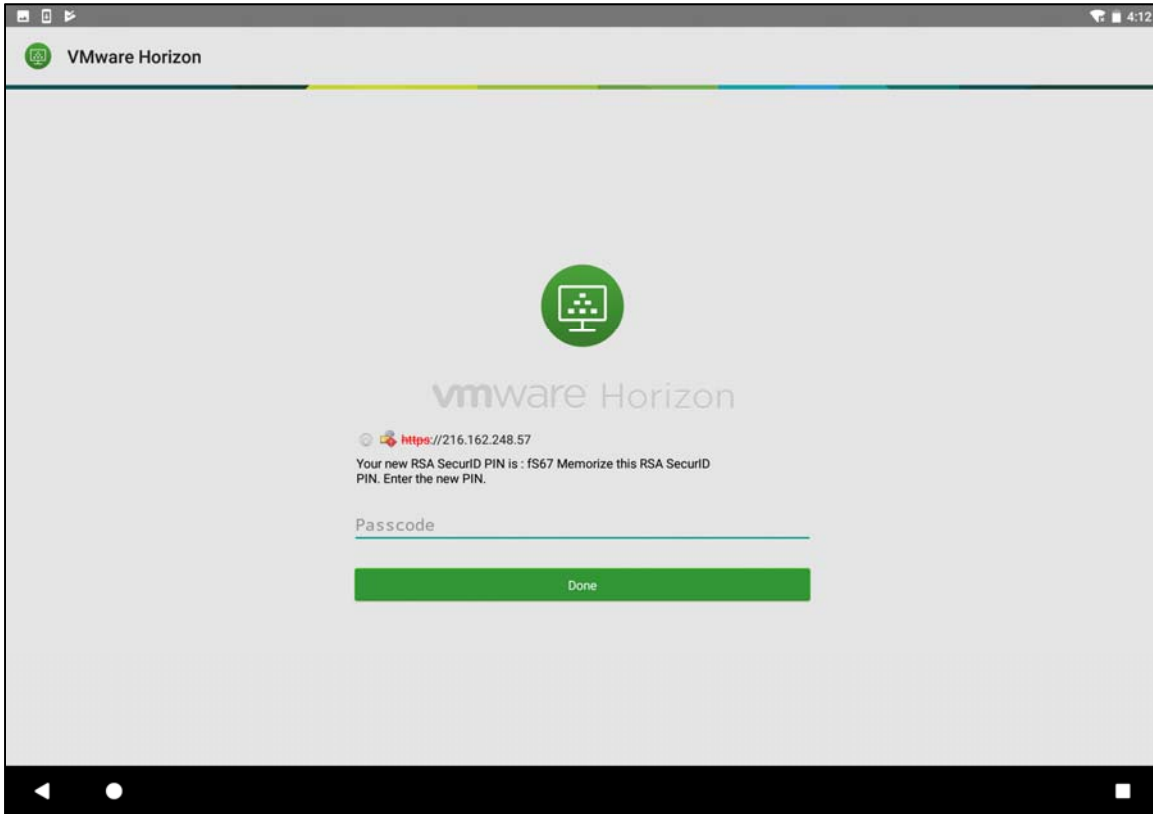 4:12
VMware Horizon
vmware Horizon
https://216.162.248.57
Your new RSA SecurID PIN is : fS67 Memorize this RSA SecurID
PIN. Enter the new PIN.
Passcode
Done